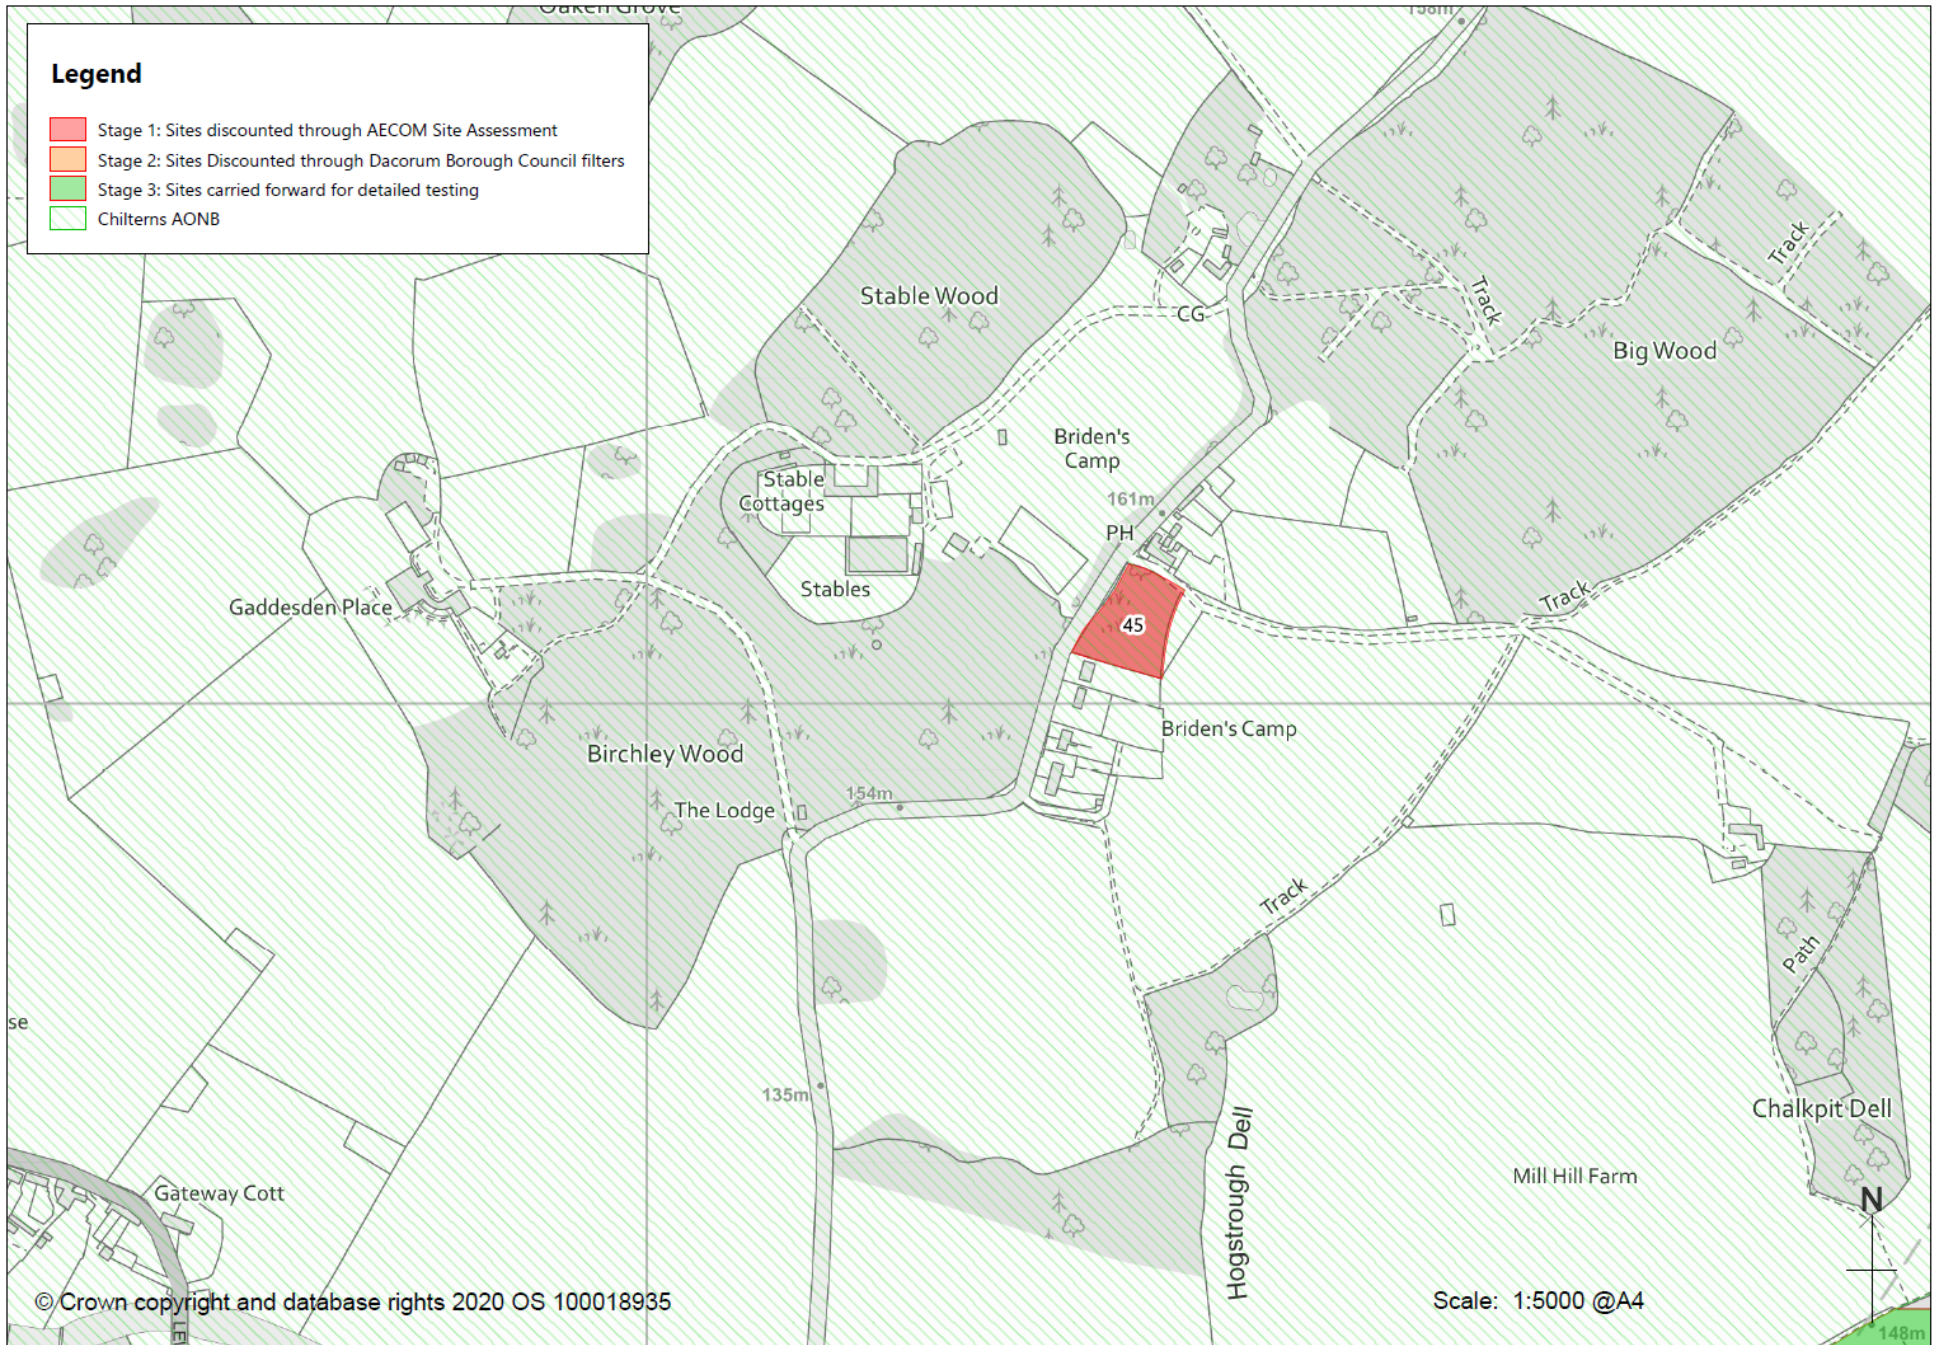 Oaken Grove
158m
Legend
Stage 1: Sites discounted through AECOM Site Assessment
Stage 2: Sites Discounted through Dacorum Borough Council filters
Stage 3: Sites carried forward for detailed testing
Chilterns AONB
Track
Stable Wood
Track
CG
Big Wood
Briden's
Camp
Stable
Cottages
161m
PH
Stables
Track
Gaddesden Place
45
Briden's Camp
Birchley Wood
154m
The Lodge
Track
Path
se
135m
Chalkpit Dell
Hogstrough Dell
Mill Hill Farm
Gateway Cott
N
© Crown copyright and database rights 2020 OS 100018935
Scale: 1:5000 @A4
148m